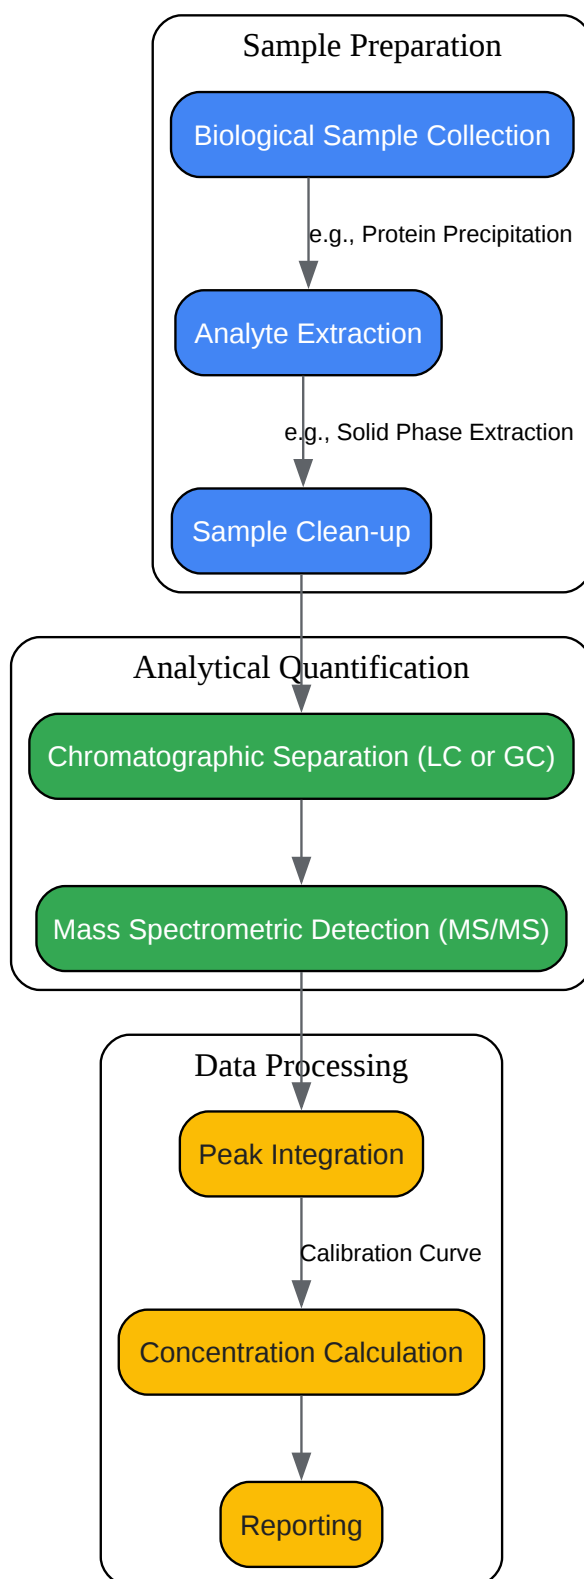 Sample Preparation
Biological Sample Collection
e.g., Protein Precipitation
Analyte Extraction
e.g., Solid Phase Extraction
Sample Clean-up
Analytical Quantification
Chromatographic Separation (LC or GC)
Mass Spectrometric Detection (MS/MS)
Data Processing
Peak Integration
Calibration Curve
Concentration Calculation
Reporting